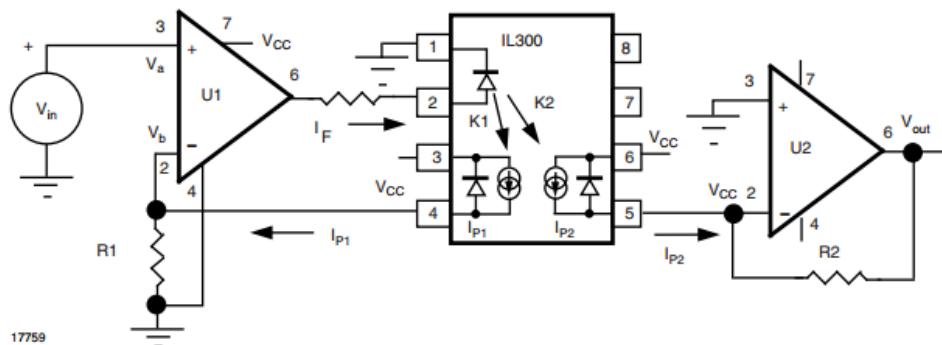 IL300
3
7
VCC
+
Va
U1
6
Vin
+
IF
Vb
–
2
4
R1
1
2
3
VCC
4
IP1
K1
K2
IP1
IP2
8
7
6
VCC
5
IP2
3
7
+
U2
6
Vout
VCC
2
–
4
R2
17759